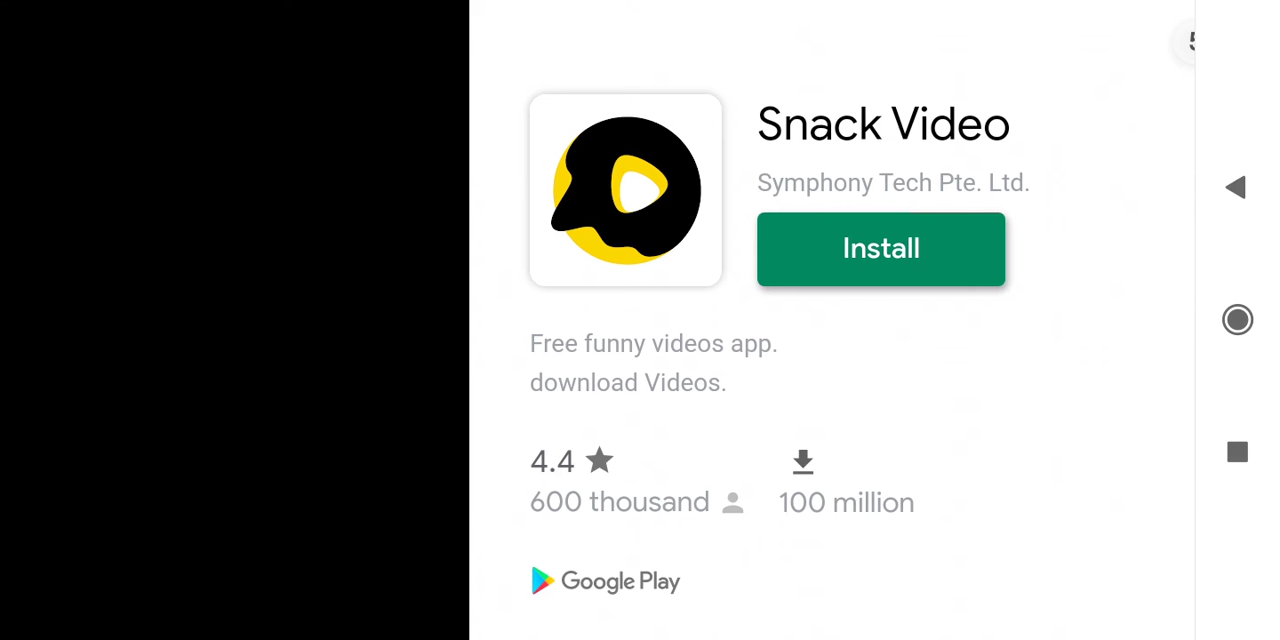 5
Snack Video
Symphony Tech Pte. Ltd.
Install
Free funny videos app.
download Videos.
4.4
600 thousand
100 million
Google Play